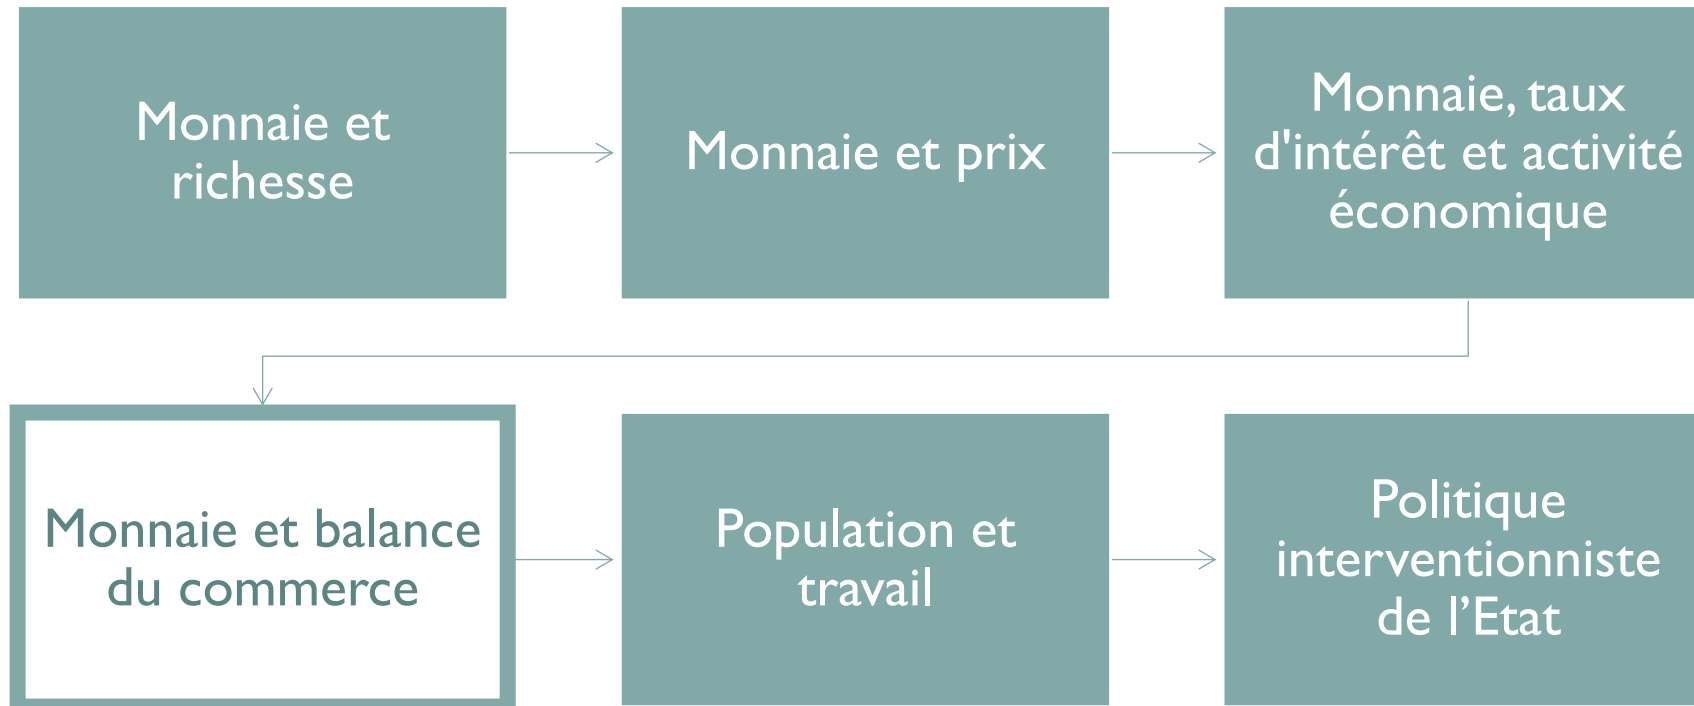 Monnaie et
richesse
Monnaie et prix
Monnaie, taux
d'intérêt et activité
économique
Monnaie et balance
du commerce
Population et
travail
Politique
interventionniste
de l’Etat